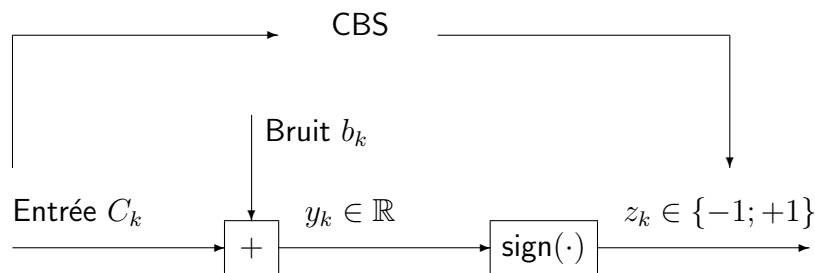 CBS
Bruit $b_k$
Entrée $C_k$
$y_k \in \mathbb{R}$
$z_k \in \{-1; +1\}$
+
sign(·)